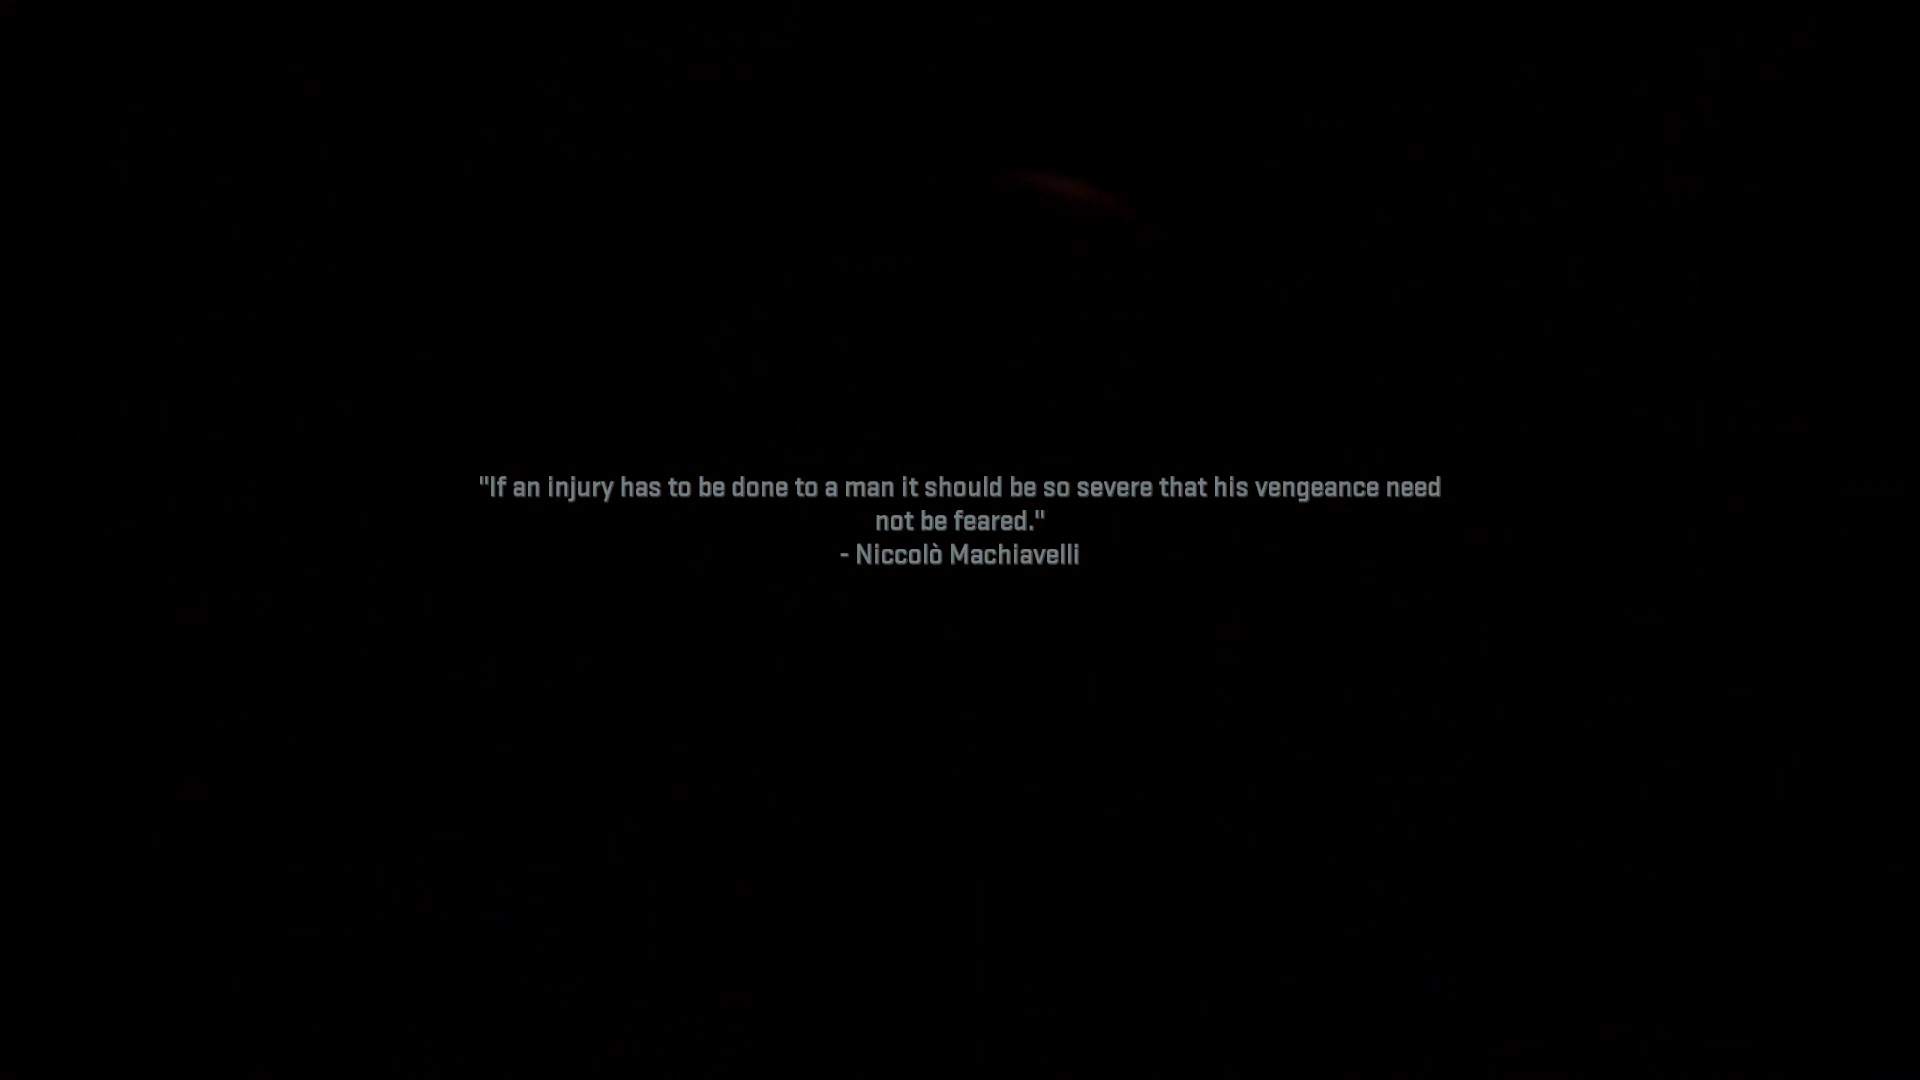 "If an injury has to be done to a man it should be so severe that his vengeance need
not be feared."
- Niccolò Machiavelli